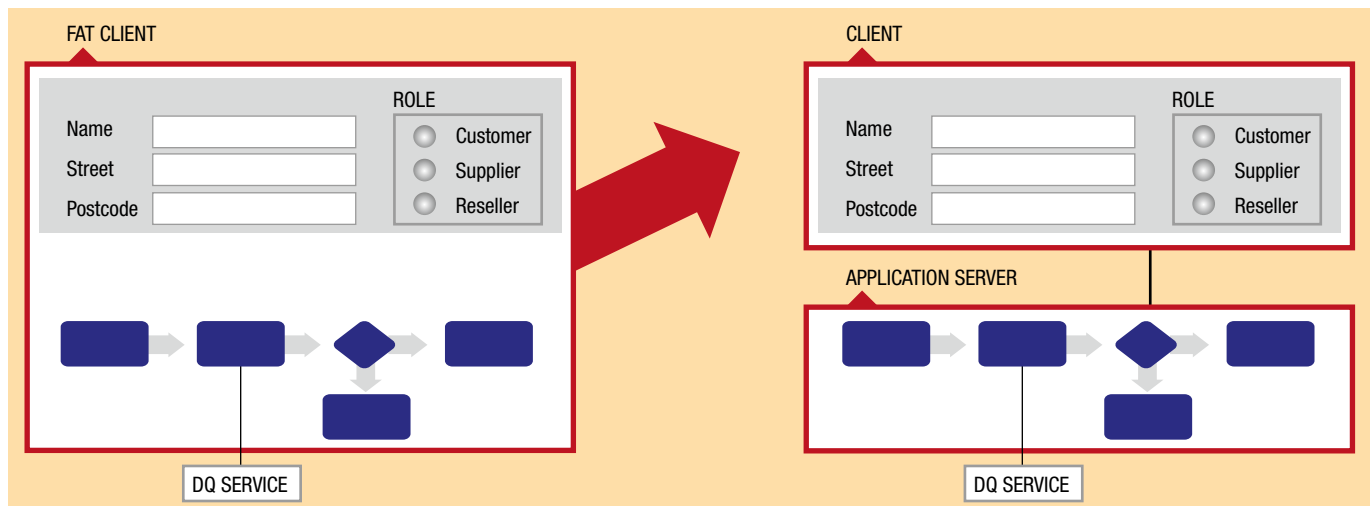 FAT CLIENT
ROLE
Name
Customer
Street
Supplier
Postcode
Reseller
DQ SERVICE
CLIENT
ROLE
Name
Customer
Street
Supplier
Postcode
Reseller
APPLICATION SERVER
DQ SERVICE